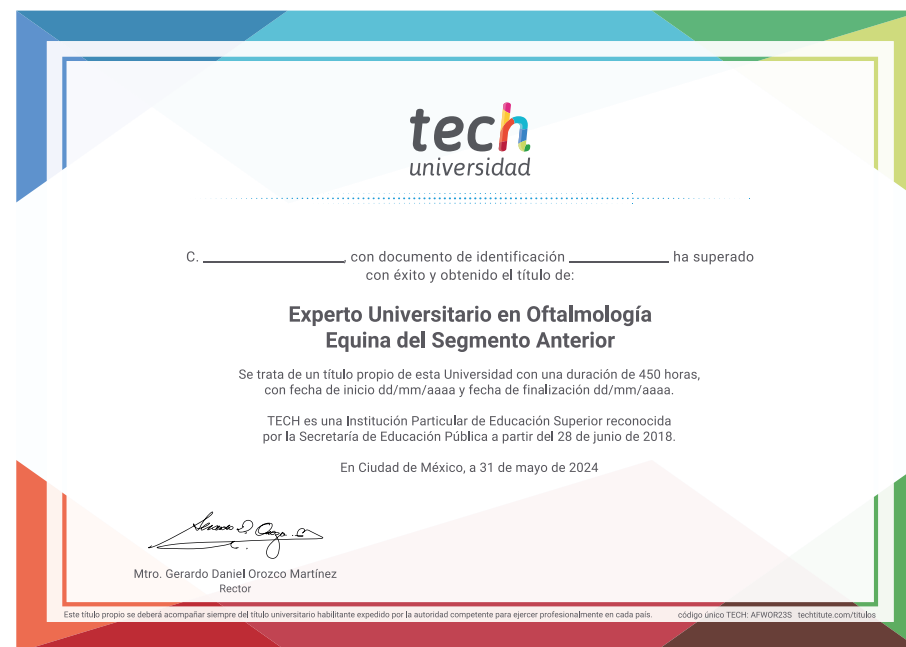 tech
universidad
C. __________________, con documento de identificación _____________ ha superado
con éxito y obtenido el título de:
Experto Universitario en Oftalmología
Equina del Segmento Anterior
Se trata de un título propio de esta Universidad con una duración de 450 horas,
con fecha de inicio dd/mm/aaaa y fecha de finalización dd/mm/aaaa.
TECH es una Institución Particular de Educación Superior reconocida
por la Secretaría de Educación Pública a partir del 28 de junio de 2018.
En Ciudad de México, a 31 de mayo de 2024
Mtro. Gerardo Daniel Orozco Martínez
Rector
Este título propio se deberá acompañar siempre del título universitario habilitante expedido por la autoridad competente para ejercer profesionalmente en cada país. código único TECH: AFWOR23S techtitute.com/titulos